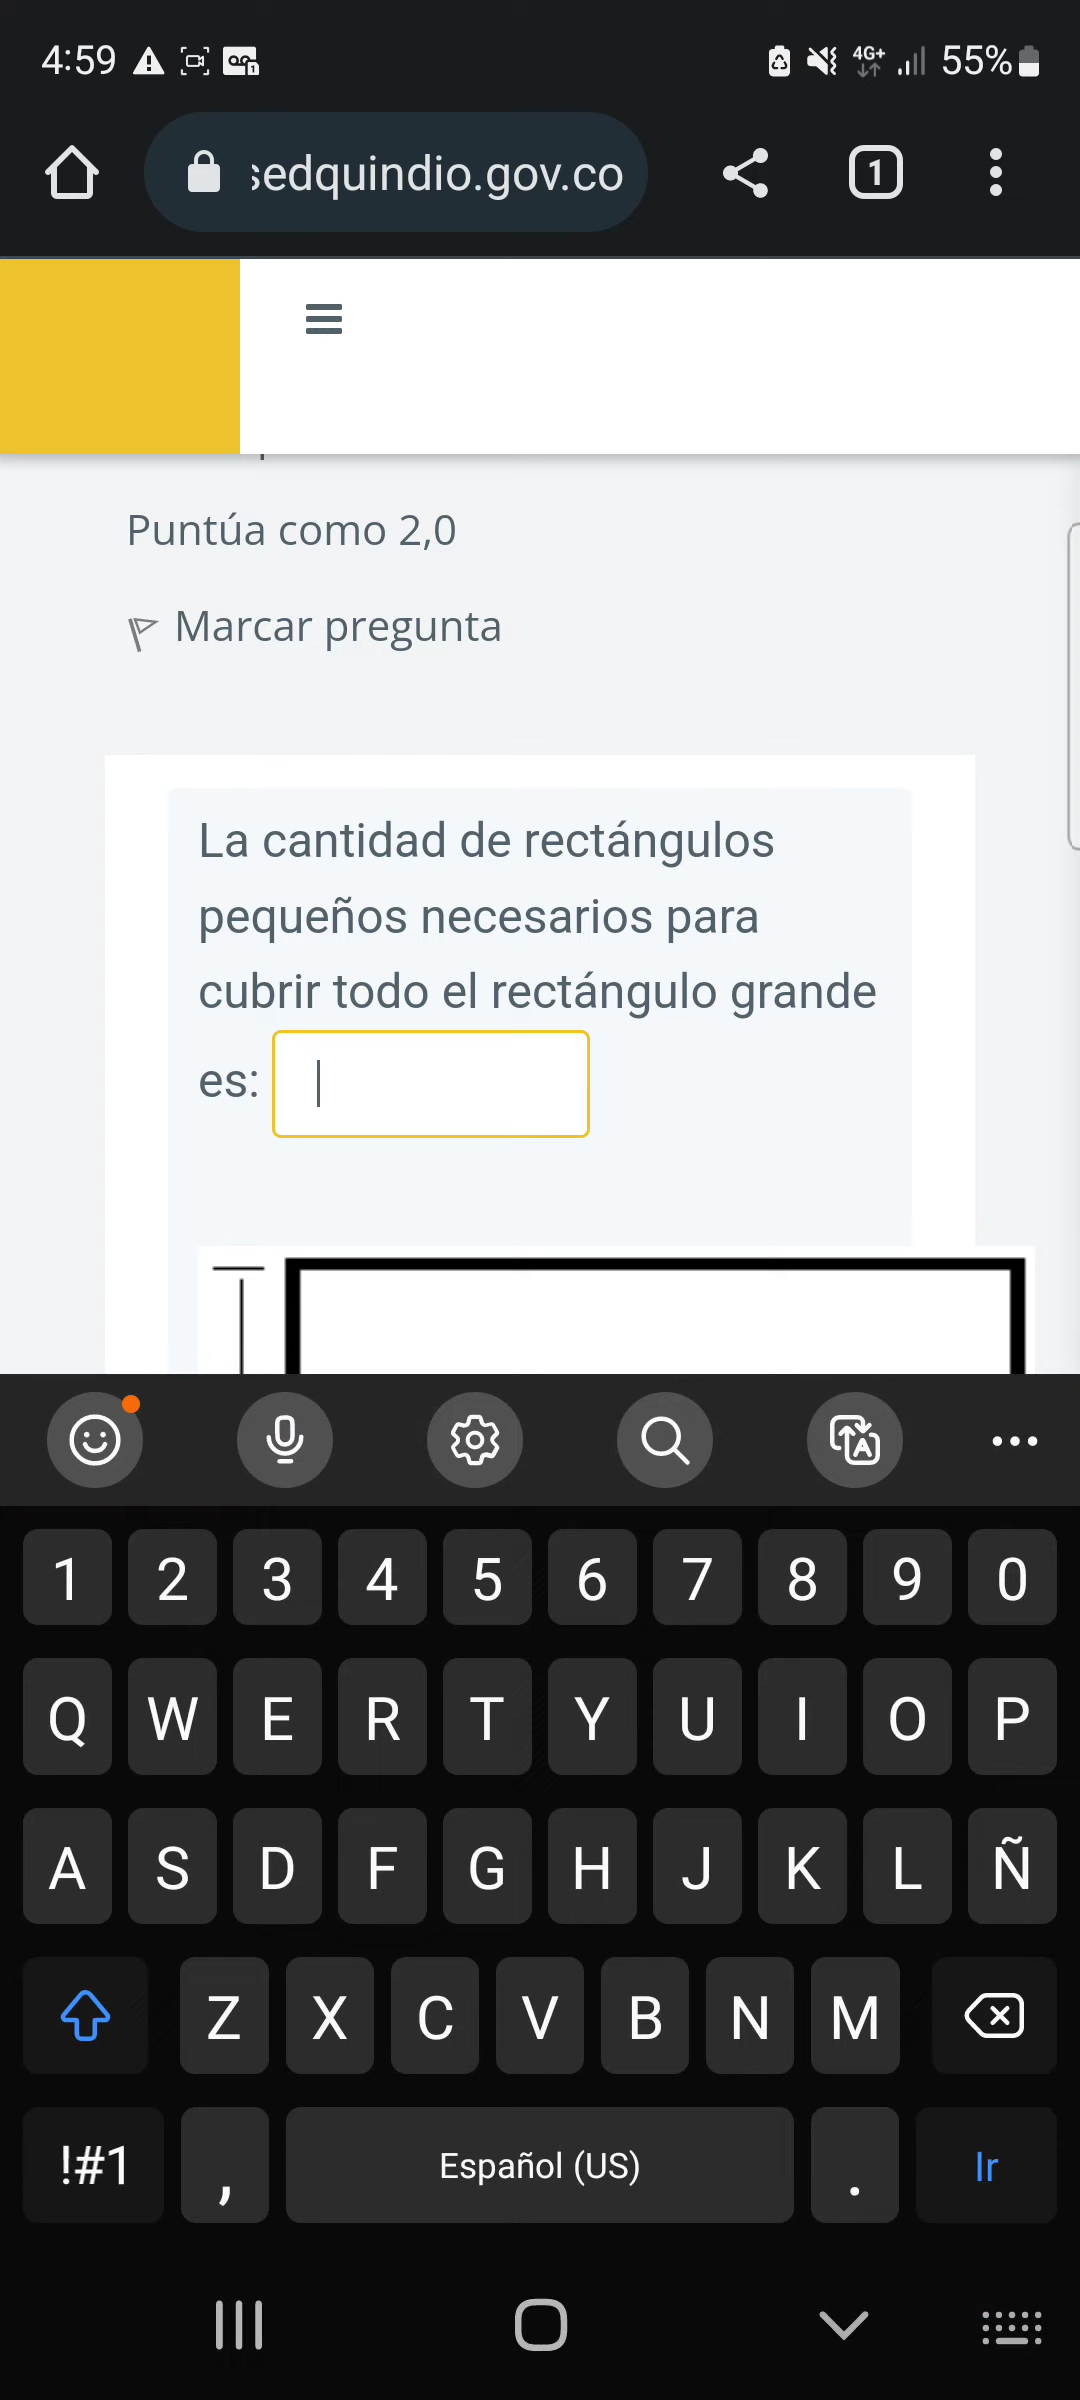 4:59
4G+
55%
sedquindio.gov.co
1
Puntúa como 2,0
Marcar pregunta
La cantidad de rectángulos
pequeños necesarios para
cubrir todo el rectángulo grande
es:
1 2 3 4 5 6 7 8 9 0
Q W E R T Y U I O P
A S D F G H J K L Ñ
Z X C V B N M
!#1 , Español (US) . Ir